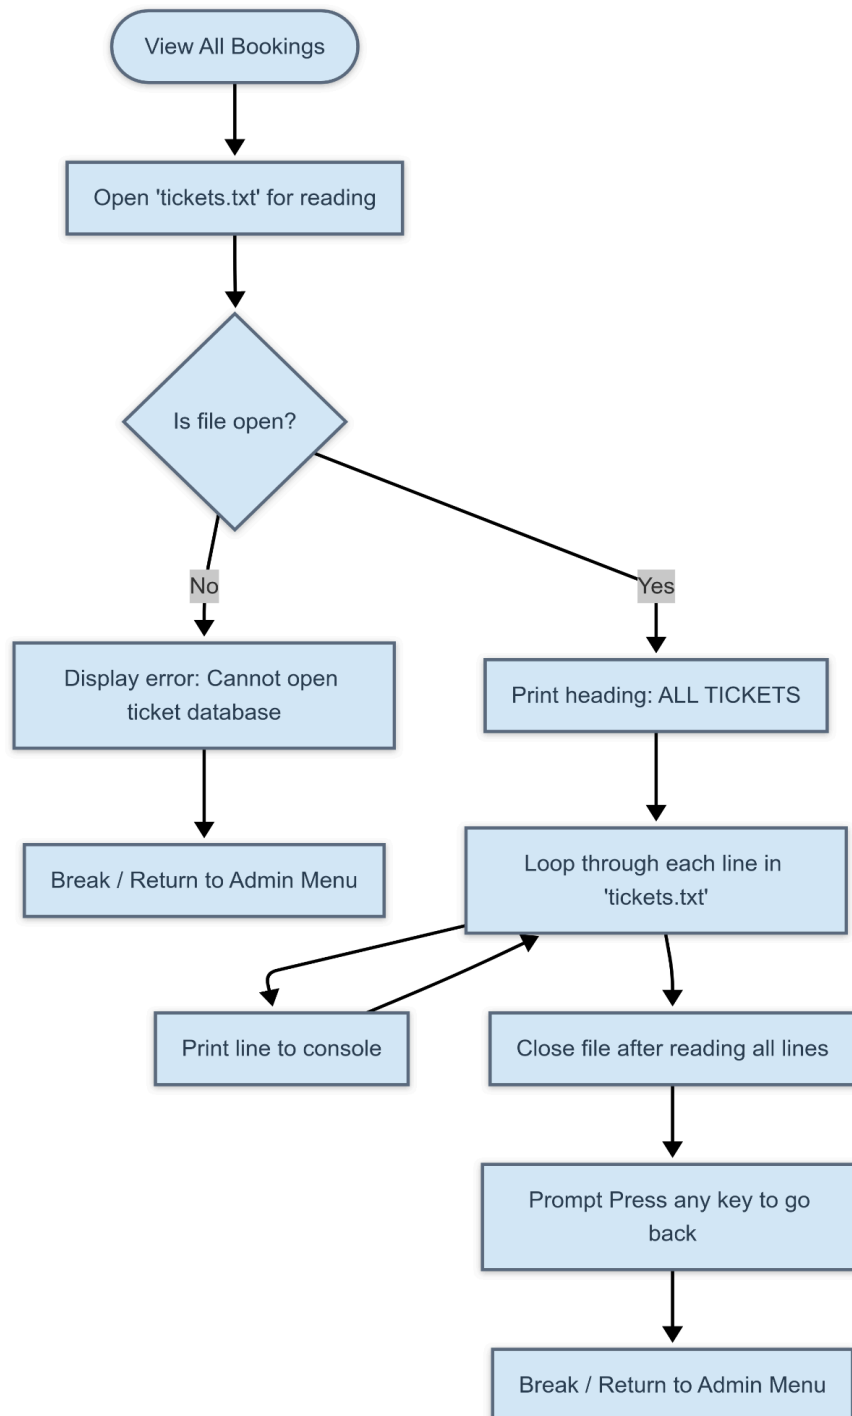 View All Bookings
Open 'tickets.txt' for reading
Is file open?
No
Yes
Display error: Cannot open
ticket database
Print heading: ALL TICKETS
Break / Return to Admin Menu
Loop through each line in
'tickets.txt'
Print line to console
Close file after reading all lines
Prompt Press any key to go
back
Break / Return to Admin Menu